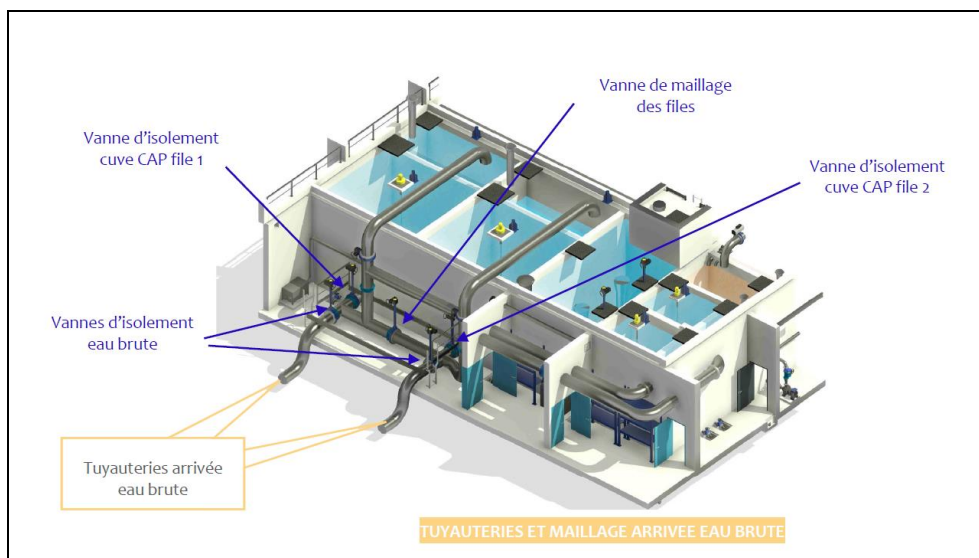 Vanne de maillage
des files
Vanne d’isolement
cuve CAP file 1
Vanne d’isolement
cuve CAP file 2
Vannes d’isolement
eau brute
Tuyauteries arrivée
eau brute
TUYAUTERIES ET MAILLAGE ARRIVEE EAU BRUTE